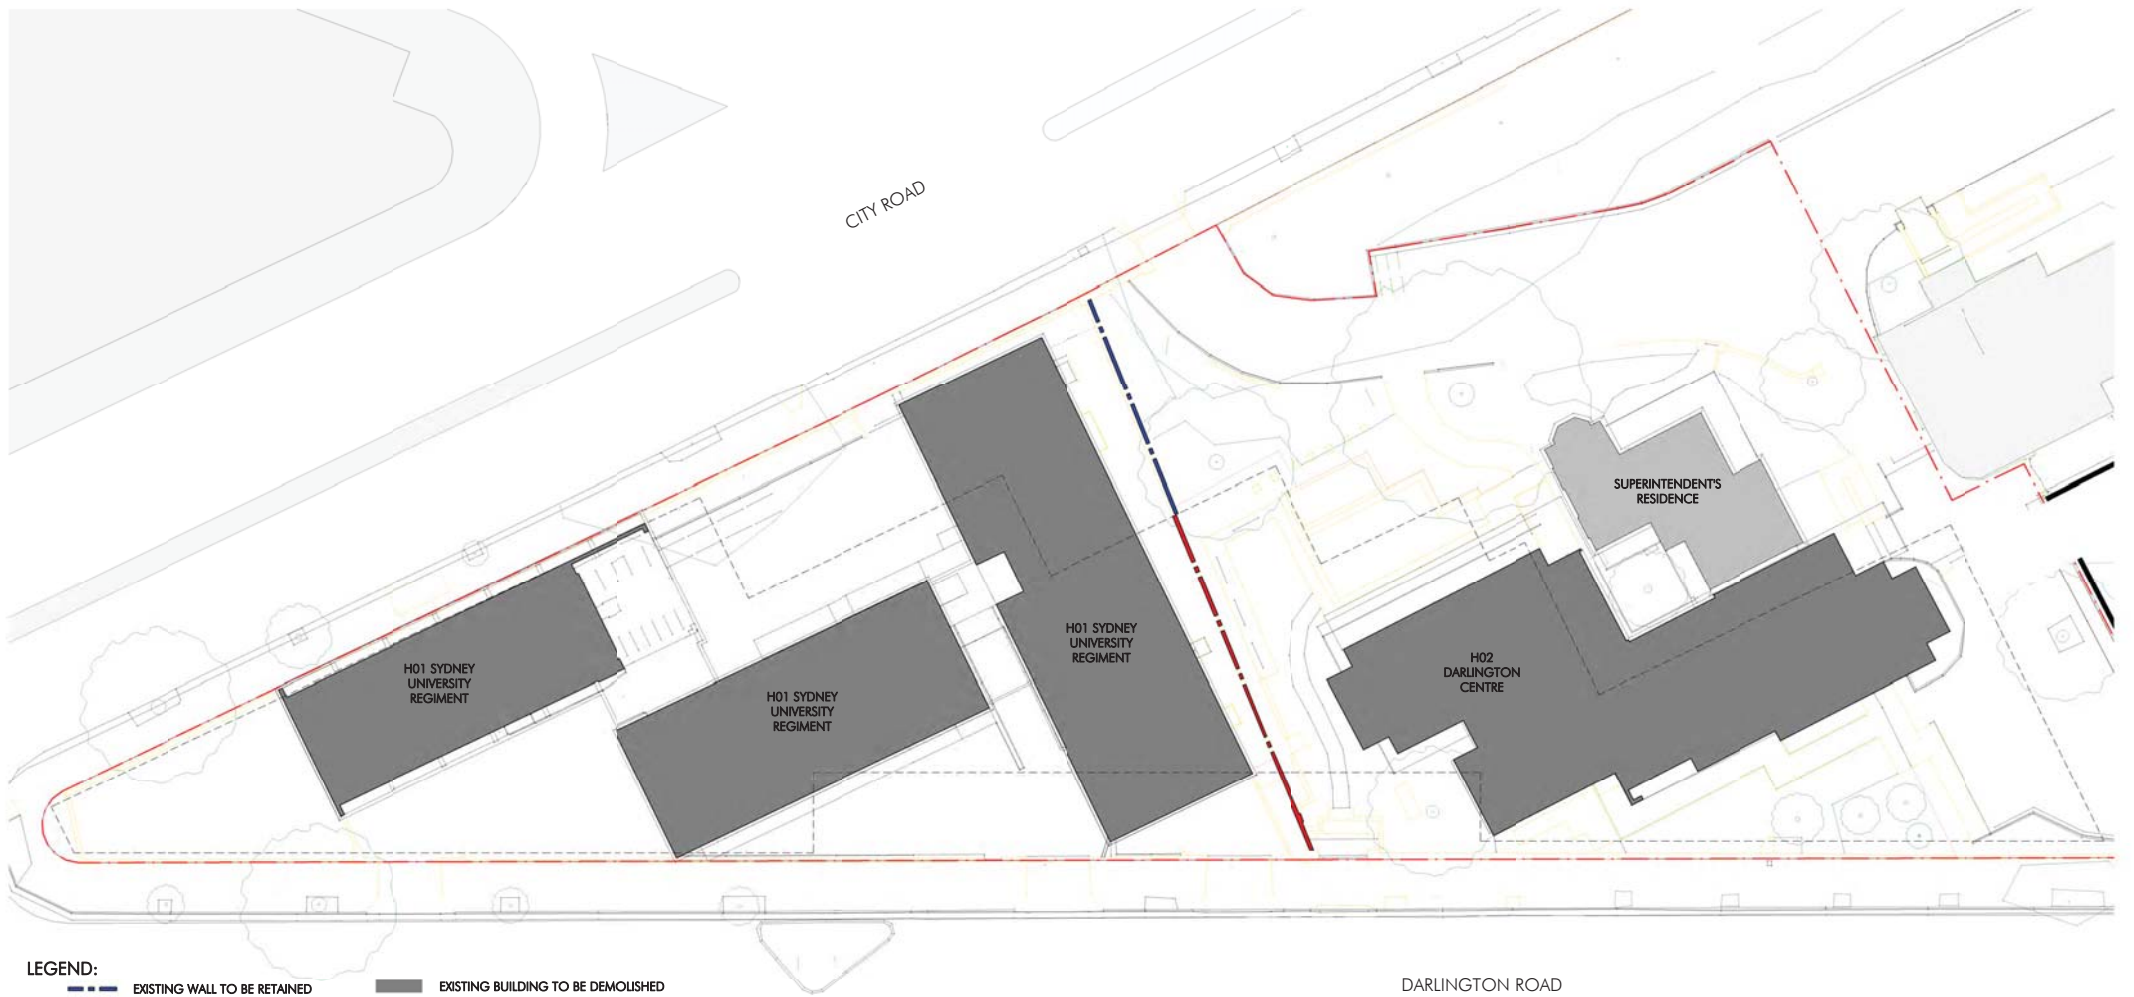 CITY ROAD
SUPERINTENDENT'S
RESIDENCE
H01 SYDNEY
UNIVERSITY
REGIMENT
H01 SYDNEY
UNIVERSITY
REGIMENT
H01 SYDNEY
UNIVERSITY
REGIMENT
H02
DARLINGTON
CENTRE
LEGEND:
EXISTING WALL TO BE RETAINED
EXISTING BUILDING TO BE DEMOLISHED
DARLINGTON ROAD